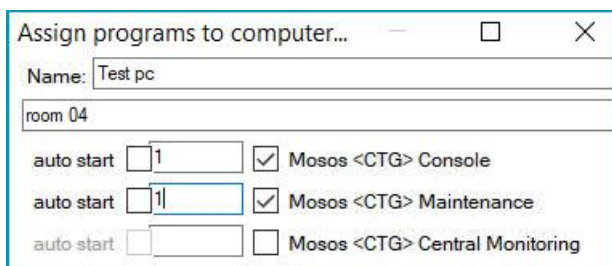 Assign programs to computer...
Name: Test pc
room 04
auto start 1 Mosos <CTG> Console
auto start 1 Mosos <CTG> Maintenance
auto start Mosos <CTG> Central Monitoring